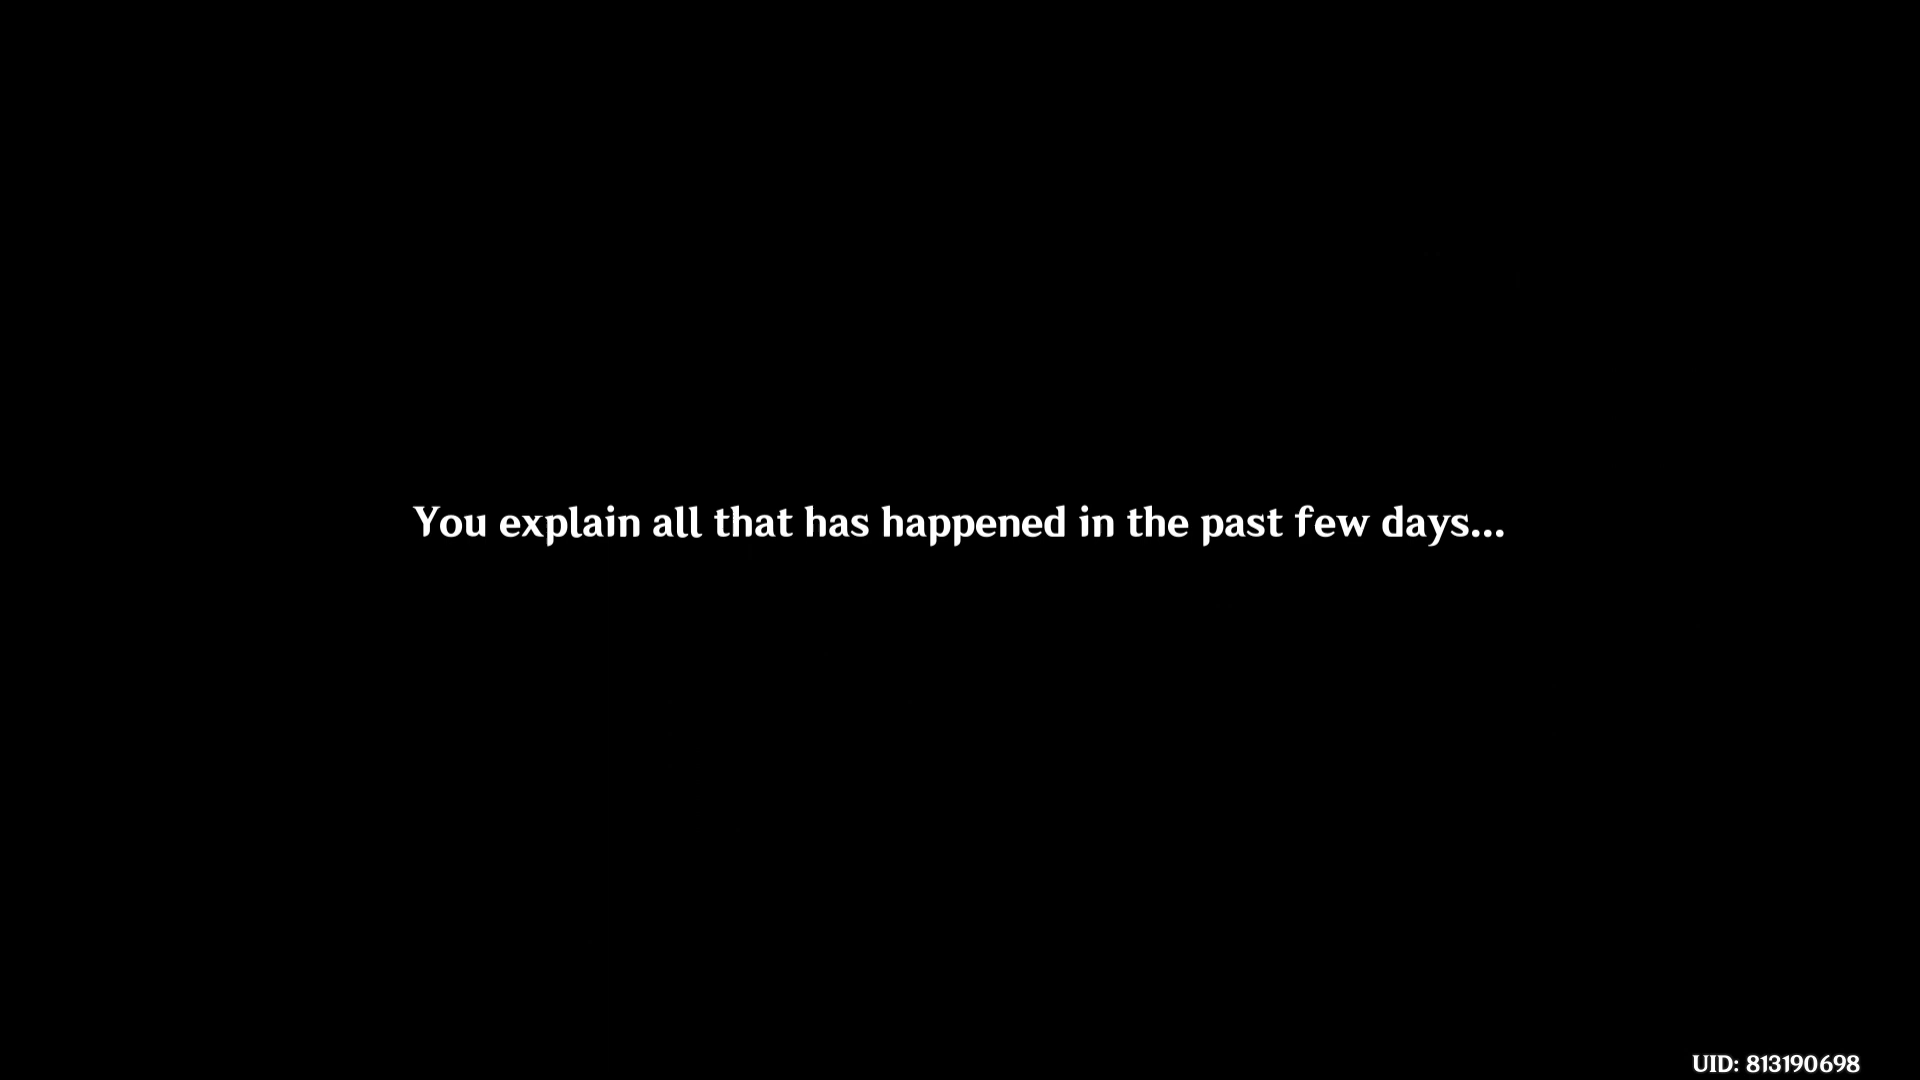 You explain all that has happened in the past few days...
UID: 813190698